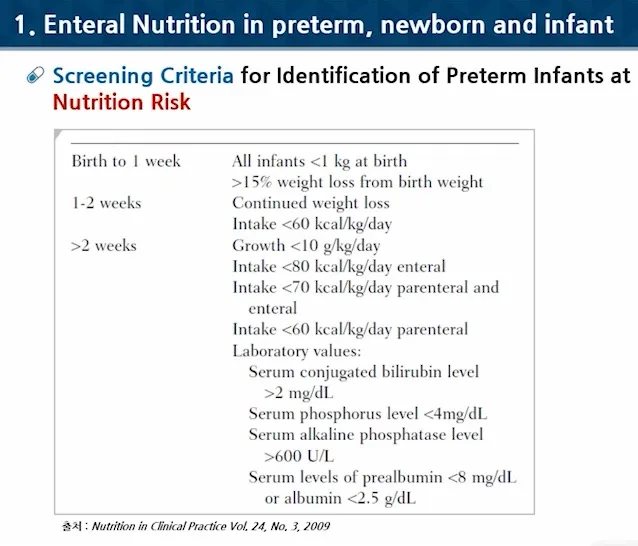 1. Enteral Nutrition in preterm, newborn and infant
Screening Criteria for Identification of Preterm Infants at
Nutrition Risk
Birth to 1 week All infants <1 kg at birth
>15% weight loss from birth weight
1-2 weeks Continued weight loss
Intake <60 kcal/kg/day
>2 weeks Growth <10 g/kg/day
Intake <80 kcal/kg/day enteral
Intake <70 kcal/kg/day parenteral and
enteral
Intake <60 kcal/kg/day parenteral
Laboratory values:
Serum conjugated bilirubin level
>2 mg/dL
Serum phosphorus level <4mg/dL
Serum alkaline phosphatase level
>600 U/L
Serum levels of prealbumin <8 mg/dL
or albumin <2.5 g/dL
출처 : Nutrition in Clinical Practice Vol, 24, No, 3, 2009